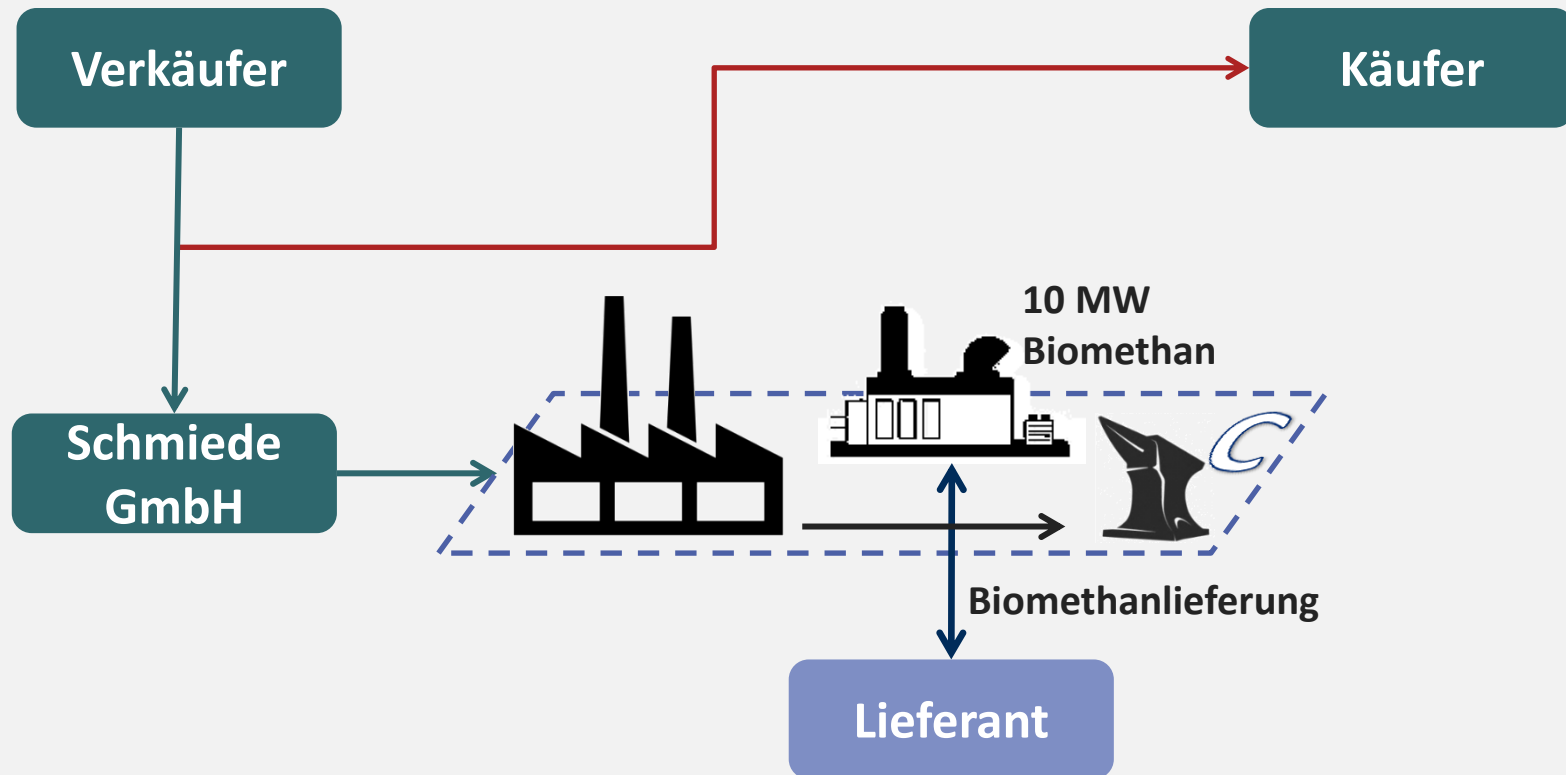 Verkäufer
Käufer
10 MW
Biomethan
Schmiede
GmbH
C
Biomethanlieferung
Lieferant